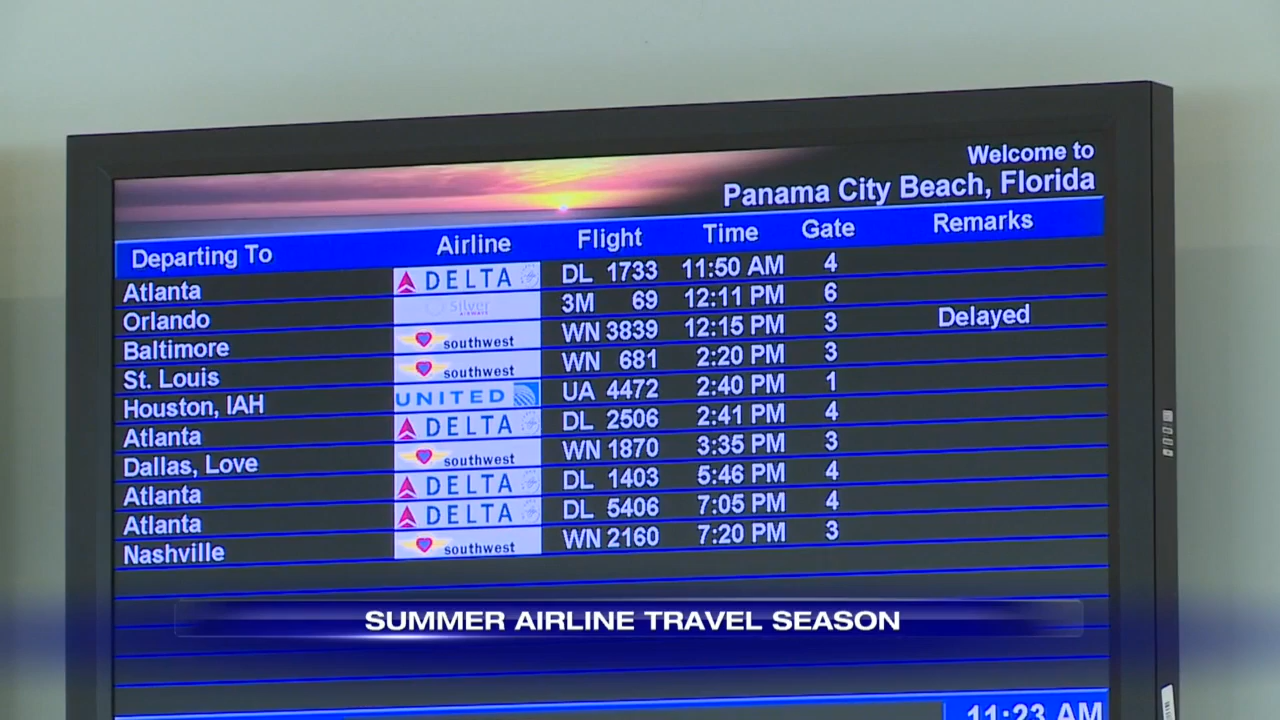 Welcome to
Panama City Beach, Florida
Departing To Airline Flight Time Gate Remarks
Atlanta DELTA DL 1733 11:50 AM 4
Orlando Silver airways 3M 69 12:11 PM 6
Baltimore southwest WN 3839 12:15 PM 3 Delayed
St. Louis southwest WN 681 2:20 PM 3
Houston, IAH UNITED UA 4472 2:40 PM 1
Atlanta DELTA DL 2506 2:41 PM 4
Dallas, Love southwest WN 1870 3:35 PM 3
Atlanta DELTA DL 1403 5:46 PM 4
Atlanta DELTA DL 5406 7:05 PM 4
Nashville southwest WN 2160 7:20 PM 3
SUMMER AIRLINE TRAVEL SEASON
11:23 AM